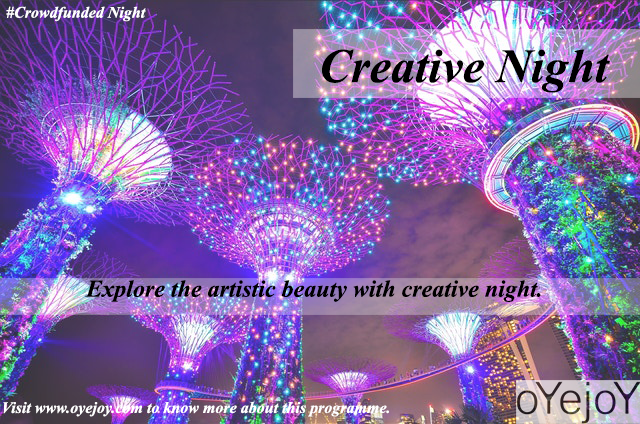 #Crowdfunded Night
Creative Night
Explore the artistic beauty with creative night.
Visit www.oyejoy.com to know more about this programme.
oYejoY